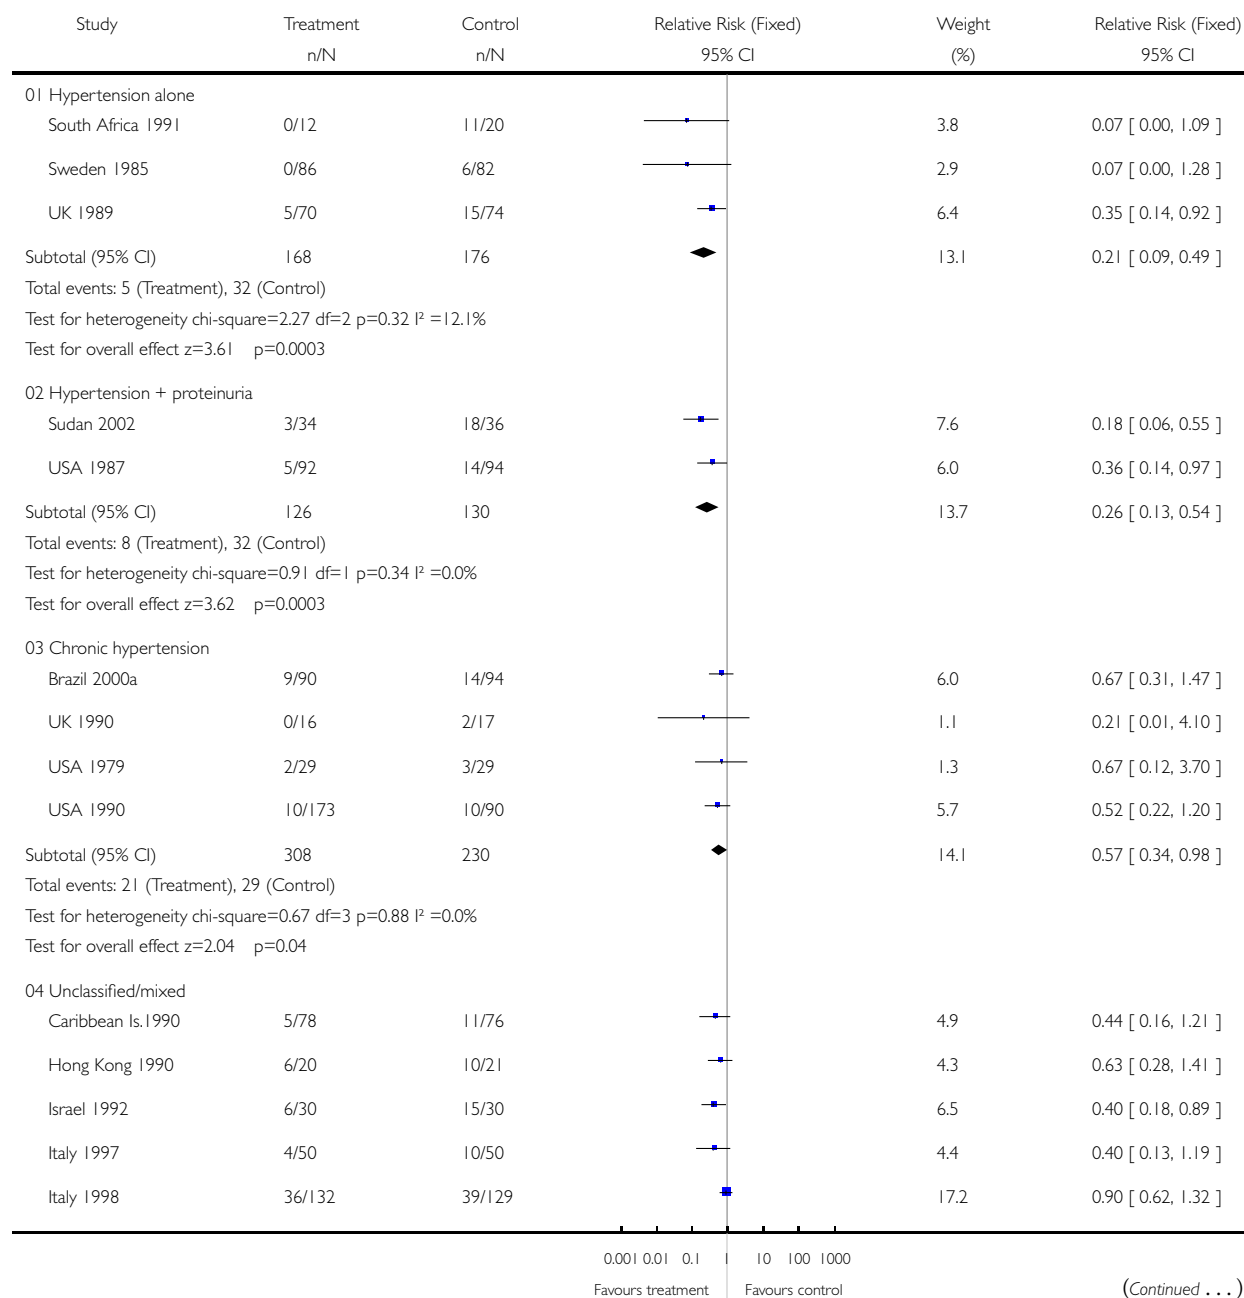 Study Treatment Control Relative Risk (Fixed) Weight Relative Risk (Fixed)
n/N n/N 95% CI (%) 95% CI
01 Hypertension alone
South Africa 1991 0/12 11/20 3.8 0.07 [ 0.00, 1.09 ]
Sweden 1985 0/86 6/82 2.9 0.07 [ 0.00, 1.28 ]
UK 1989 5/70 15/74 6.4 0.35 [ 0.14, 0.92 ]
Subtotal (95% CI) 168 176 13.1 0.21 [ 0.09, 0.49 ]
Total events: 5 (Treatment), 32 (Control)
Test for heterogeneity chi-square=2.27 df=2 p=0.32 I² =12.1%
Test for overall effect z=3.61 p=0.0003
02 Hypertension + proteinuria
Sudan 2002 3/34 18/36 7.6 0.18 [ 0.06, 0.55 ]
USA 1987 5/92 14/94 6.0 0.36 [ 0.14, 0.97 ]
Subtotal (95% CI) 126 130 13.7 0.26 [ 0.13, 0.54 ]
Total events: 8 (Treatment), 32 (Control)
Test for heterogeneity chi-square=0.91 df=1 p=0.34 I² =0.0%
Test for overall effect z=3.62 p=0.0003
03 Chronic hypertension
Brazil 2000a 9/90 14/94 6.0 0.67 [ 0.31, 1.47 ]
UK 1990 0/16 2/17 1.1 0.21 [ 0.01, 4.10 ]
USA 1979 2/29 3/29 1.3 0.67 [ 0.12, 3.70 ]
USA 1990 10/173 10/90 5.7 0.52 [ 0.22, 1.20 ]
Subtotal (95% CI) 308 230 14.1 0.57 [ 0.34, 0.98 ]
Total events: 21 (Treatment), 29 (Control)
Test for heterogeneity chi-square=0.67 df=3 p=0.88 I² =0.0%
Test for overall effect z=2.04 p=0.04
04 Unclassified/mixed
Caribbean Is.1990 5/78 11/76 4.9 0.44 [ 0.16, 1.21 ]
Hong Kong 1990 6/20 10/21 4.3 0.63 [ 0.28, 1.41 ]
Israel 1992 6/30 15/30 6.5 0.40 [ 0.18, 0.89 ]
Italy 1997 4/50 10/50 4.4 0.40 [ 0.13, 1.19 ]
Italy 1998 36/132 39/129 17.2 0.90 [ 0.62, 1.32 ]
0.001 0.01 0.1 1 10 100 1000
Favours treatment Favours control (Continued . . . )